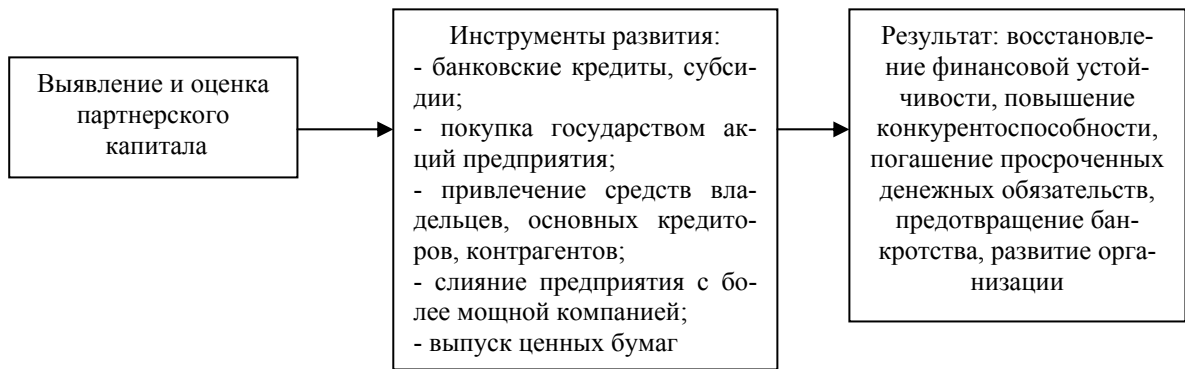 Выявление и оценка
партнерского
капитала
Инструменты развития:
- банковские кредиты, субси-
дии;
- покупка государством ак-
ций предприятия;
- привлечение средств вла-
дельцев, основных кредито-
ров, контрагентов;
- слияние предприятия с бо-
лее мощной компанией;
- выпуск ценных бумаг
Результат: восстановле-
ние финансовой устой-
чивости, повышение
конкурентоспособности,
погашение просроченных
денежных обязательств,
предотвращение бан-
кротства, развитие орга-
низации